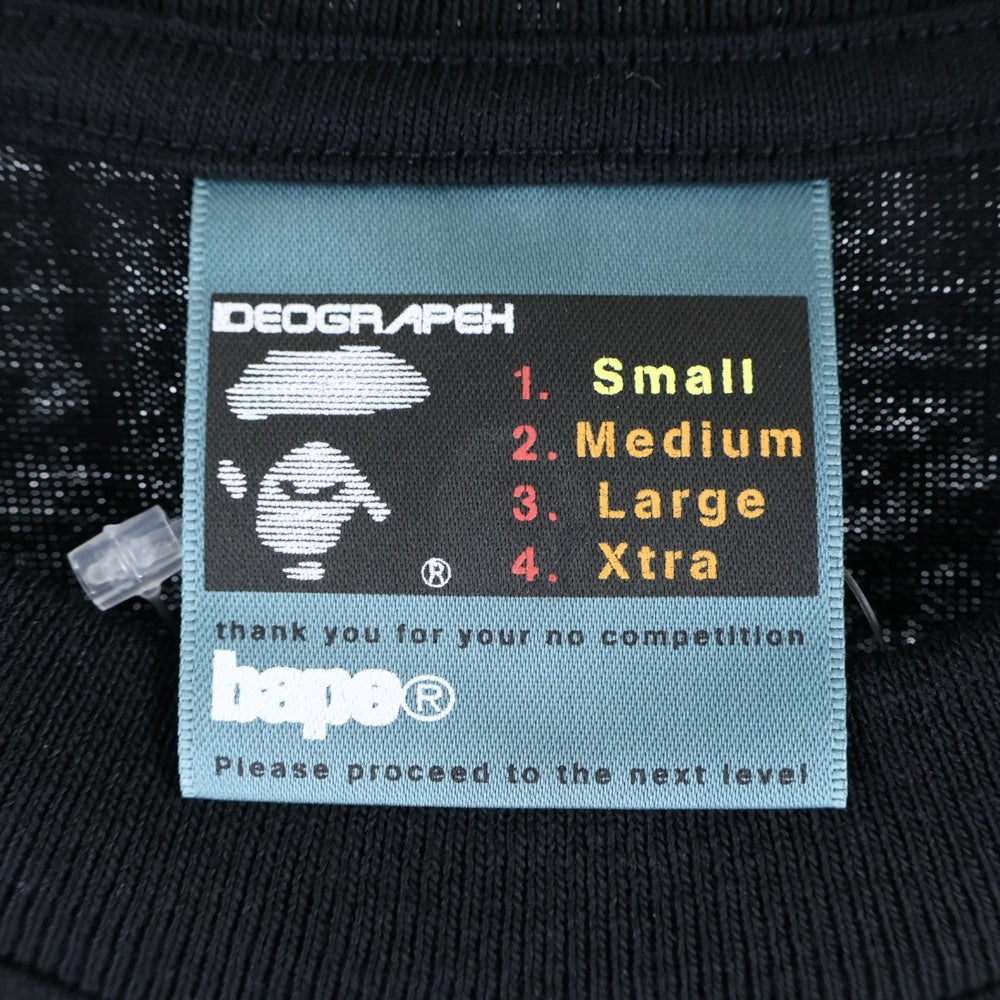 IDEOGRAPEH
1. Small
2. Medium
3. Large
4. Xtra
®
thank you for your no competition
bape®
Please proceed to the next level